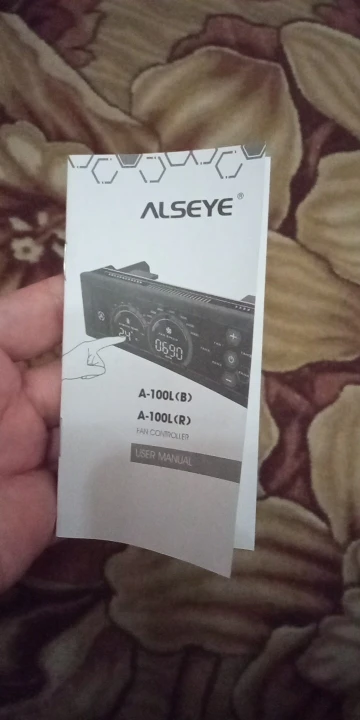 ALSEYE®
24
0690
A-100L(B)
A-100L(R)
FAN CONTROLLER
USER MANUAL